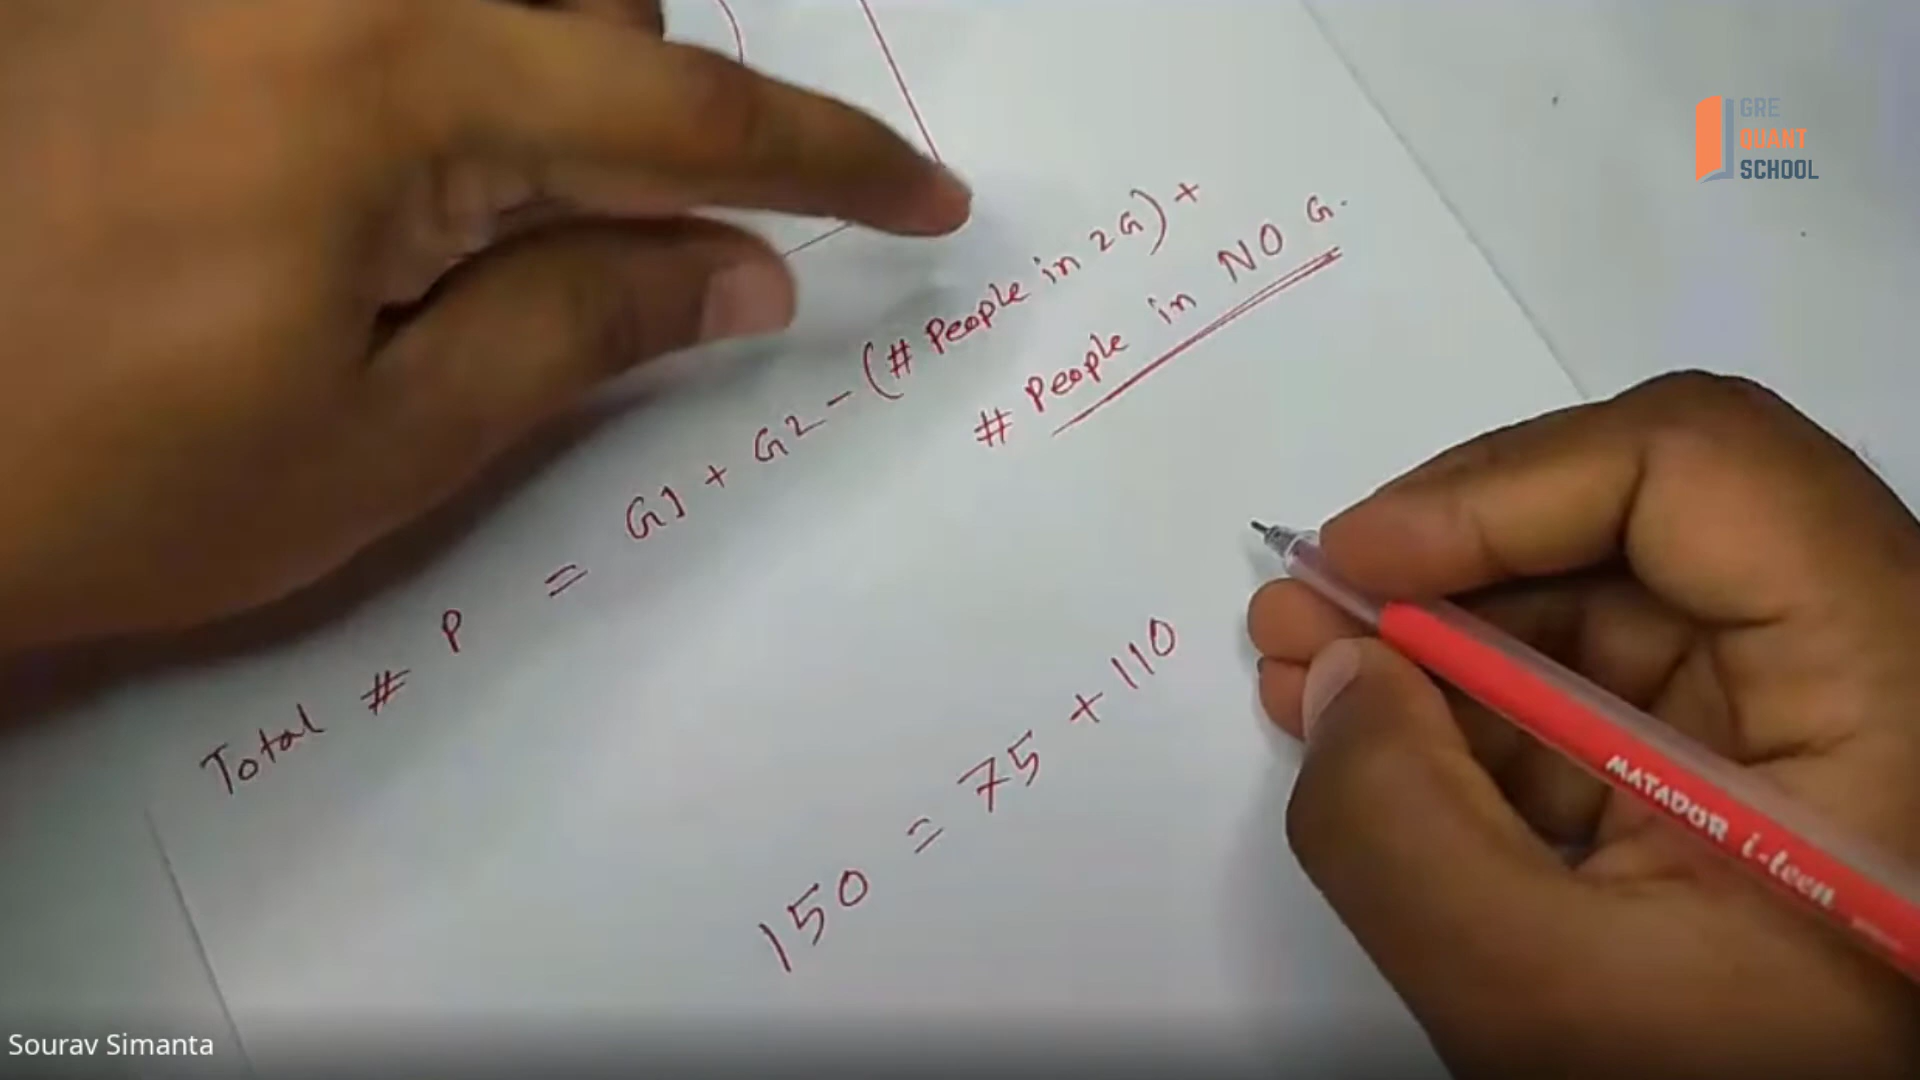 GRE
QUANT
SCHOOL
Total # P = G1 + G2 - (# People in 2G) +
# People in NO G.
150 = 75 + 110
MATADOR i-teen
Sourav Simanta